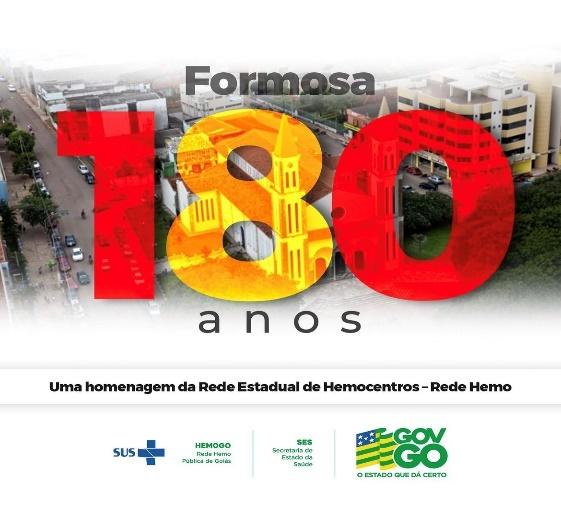 Formosa
180
anos
Uma homenagem da Rede Estadual de Hemocentros – Rede Hemo
SUS
HEMOGO
Rede Hemo
Pública de Goiás
SES
Secretaria de
Estado da
Saúde
GOV
GO
O ESTADO QUE DÁ CERTO